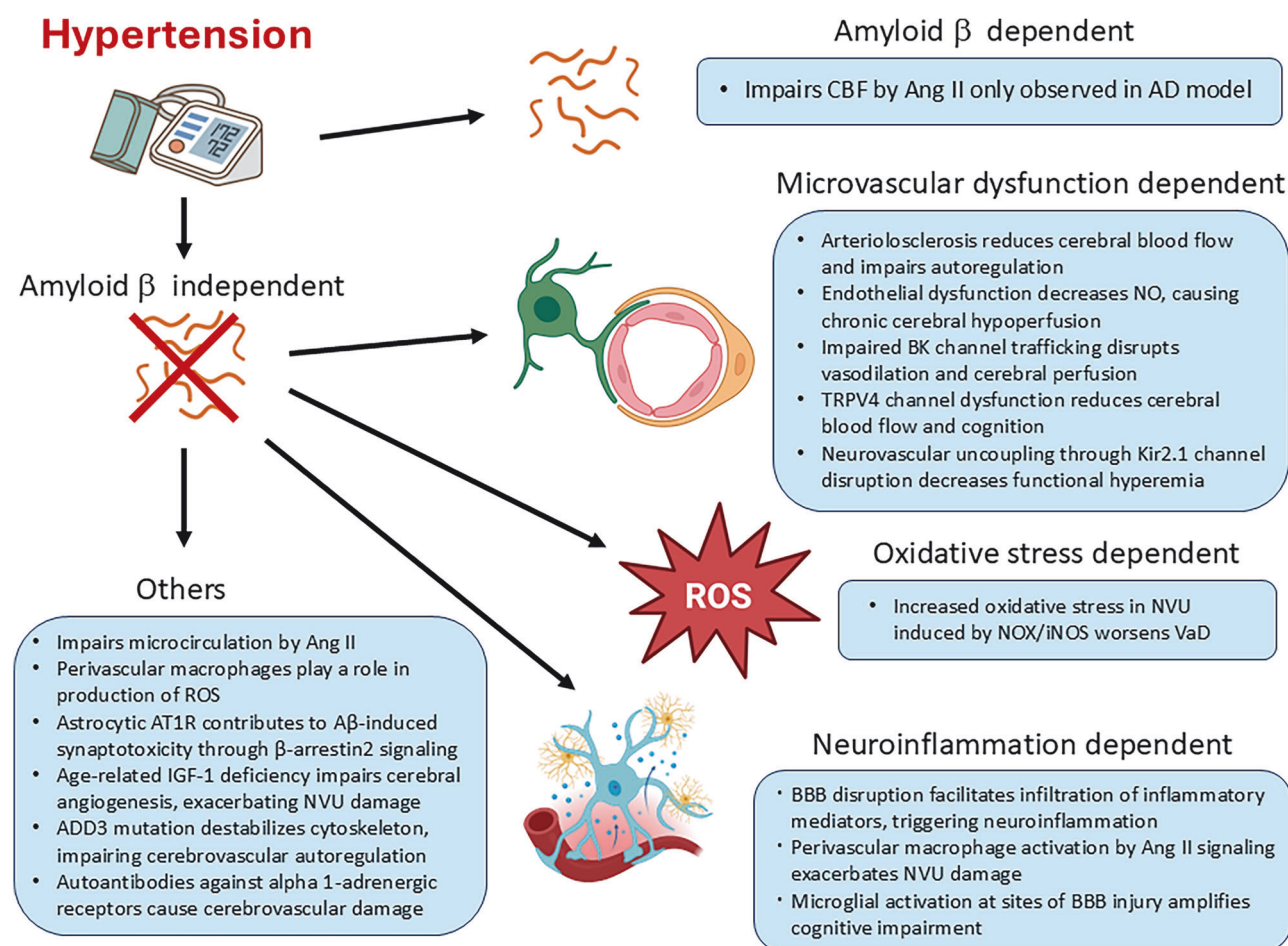 Hypertension
172
72
Amyloid β dependent
• Impairs CBF by Ang II only observed in AD model
Microvascular dysfunction dependent
• Arteriolosclerosis reduces cerebral blood flow
and impairs autoregulation
• Endothelial dysfunction decreases NO, causing
chronic cerebral hypoperfusion
• Impaired BK channel trafficking disrupts
vasodilation and cerebral perfusion
• TRPV4 channel dysfunction reduces cerebral
blood flow and cognition
• Neurovascular uncoupling through Kir2.1 channel
disruption decreases functional hyperemia
Amyloid β independent
ROS
Oxidative stress dependent
• Increased oxidative stress in NVU
induced by NOX/iNOS worsens VaD
Others
• Impairs microcirculation by Ang II
• Perivascular macrophages play a role in
production of ROS
• Astrocytic AT1R contributes to Aβ-induced
synaptotoxicity through β-arrestin2 signaling
• Age-related IGF-1 deficiency impairs cerebral
angiogenesis, exacerbating NVU damage
• ADD3 mutation destabilizes cytoskeleton,
impairing cerebrovascular autoregulation
• Autoantibodies against alpha 1-adrenergic
receptors cause cerebrovascular damage
Neuroinflammation dependent
• BBB disruption facilitates infiltration of inflammatory
mediators, triggering neuroinflammation
• Perivascular macrophage activation by Ang II signaling
exacerbates NVU damage
• Microglial activation at sites of BBB injury amplifies
cognitive impairment